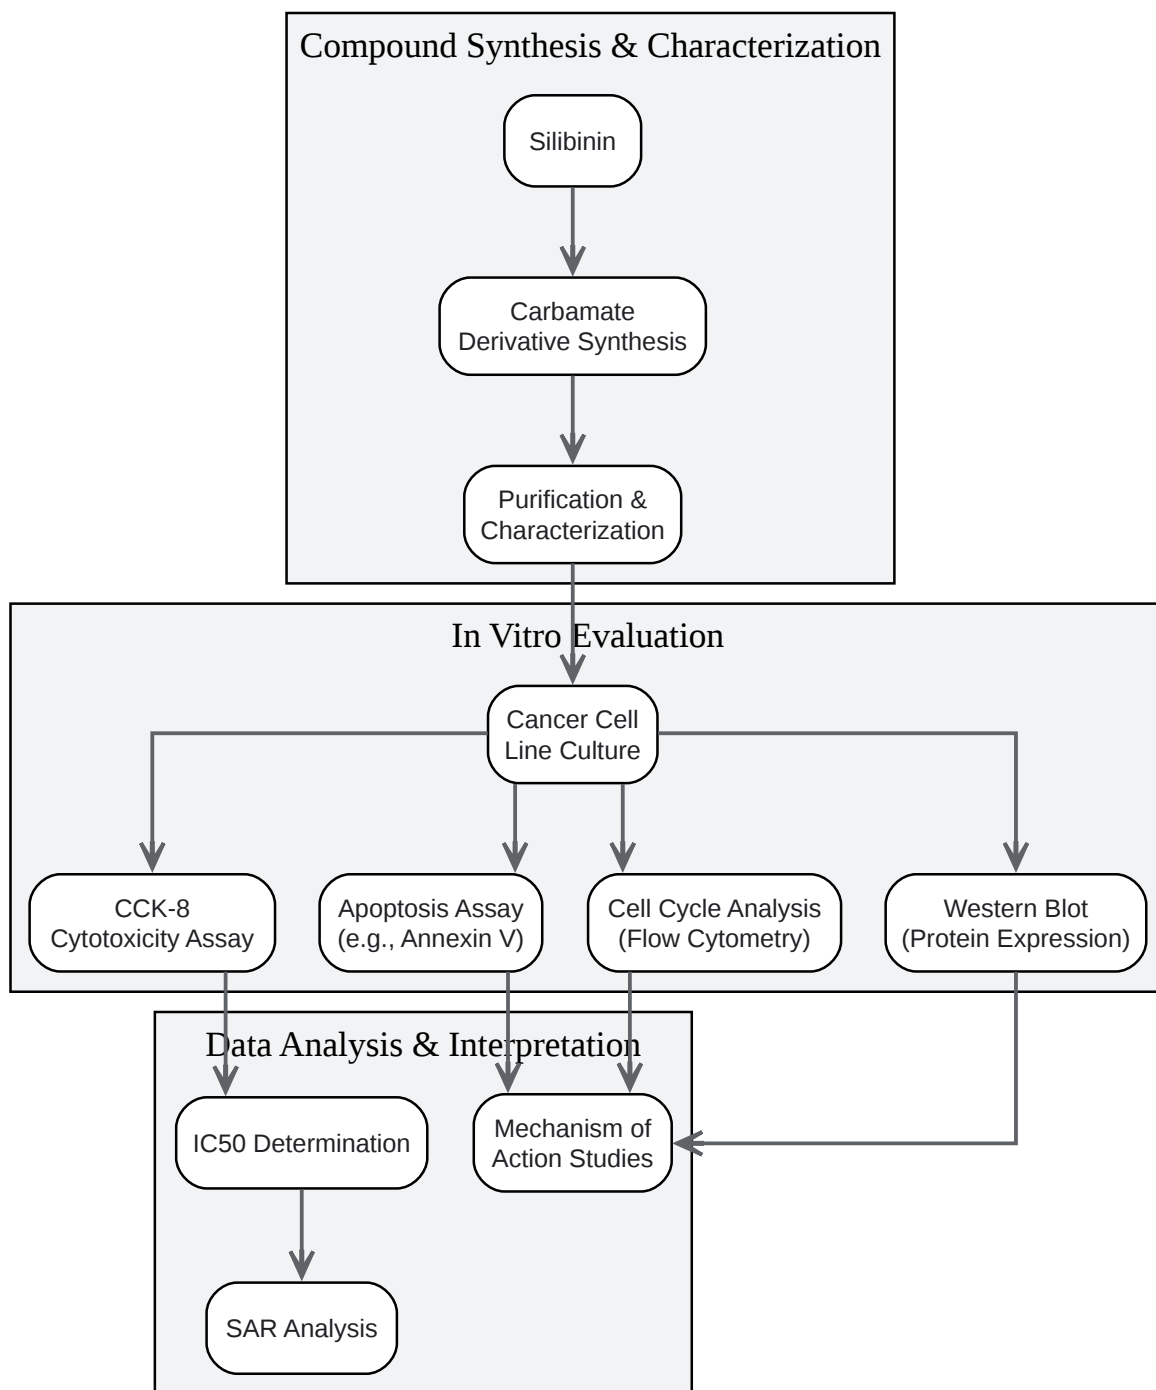 Compound Synthesis & Characterization
Silibinin
Carbamate
Derivative Synthesis
Purification &
Characterization
In Vitro Evaluation
Cancer Cell
Line Culture
CCK-8
Cytotoxicity Assay
Apoptosis Assay
(e.g., Annexin V)
Cell Cycle Analysis
(Flow Cytometry)
Western Blot
(Protein Expression)
Data Analysis & Interpretation
IC50 Determination
Mechanism of
Action Studies
SAR Analysis